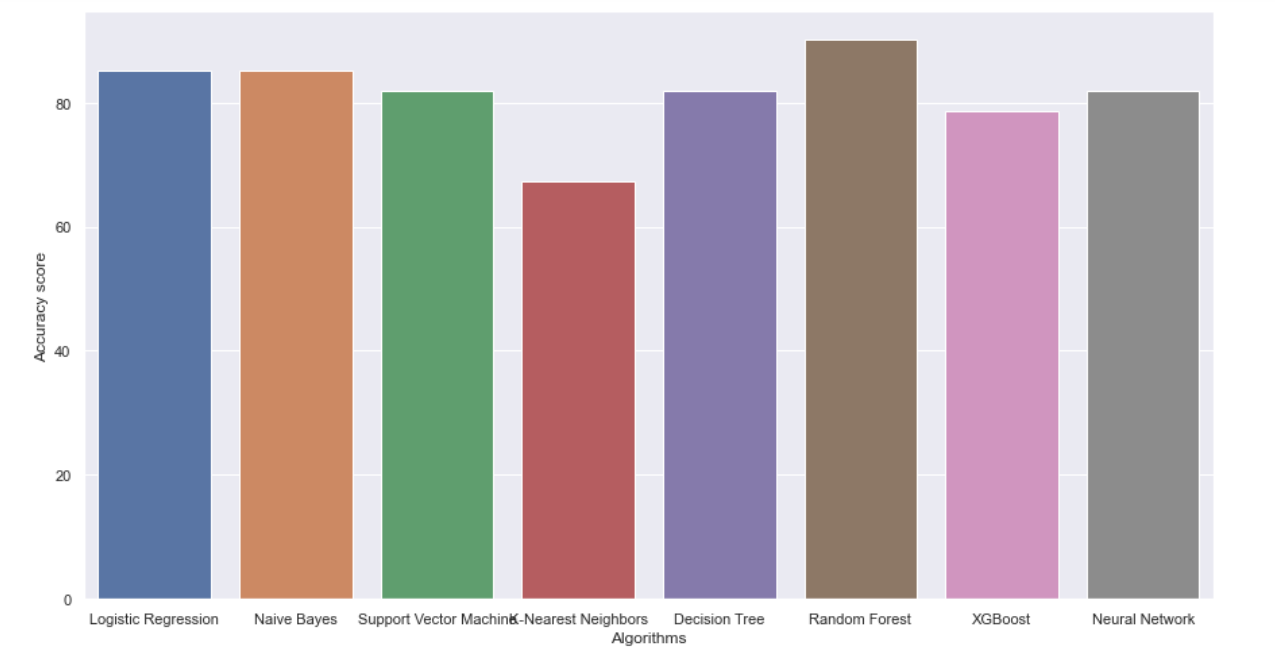 80
60
40
20
0
Accuracy score
Logistic Regression Naive Bayes Support Vector Machine K-Nearest Neighbors Decision Tree Random Forest XGBoost Neural Network
Algorithms